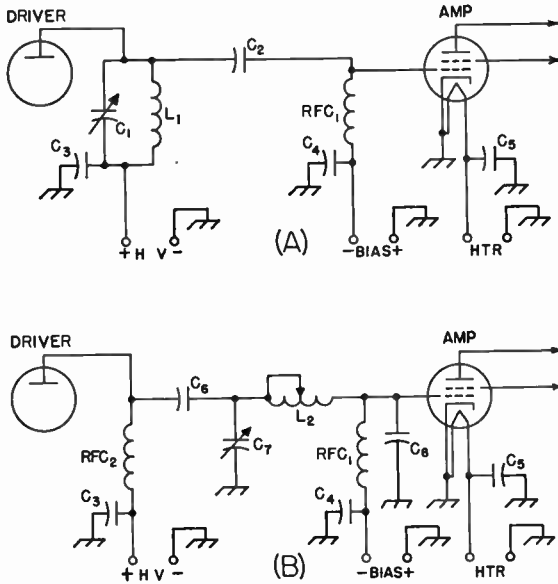 DRIVER
AMP
C2
C1
L1
RFC1
C3
C4
C5
+ H V -
(A)
-BIAS+
HTR
DRIVER
AMP
C6
L2
C7
RFC2
RFC1
C8
C3
C4
C5
+ H V -
(B)
-BIAS+
HTR